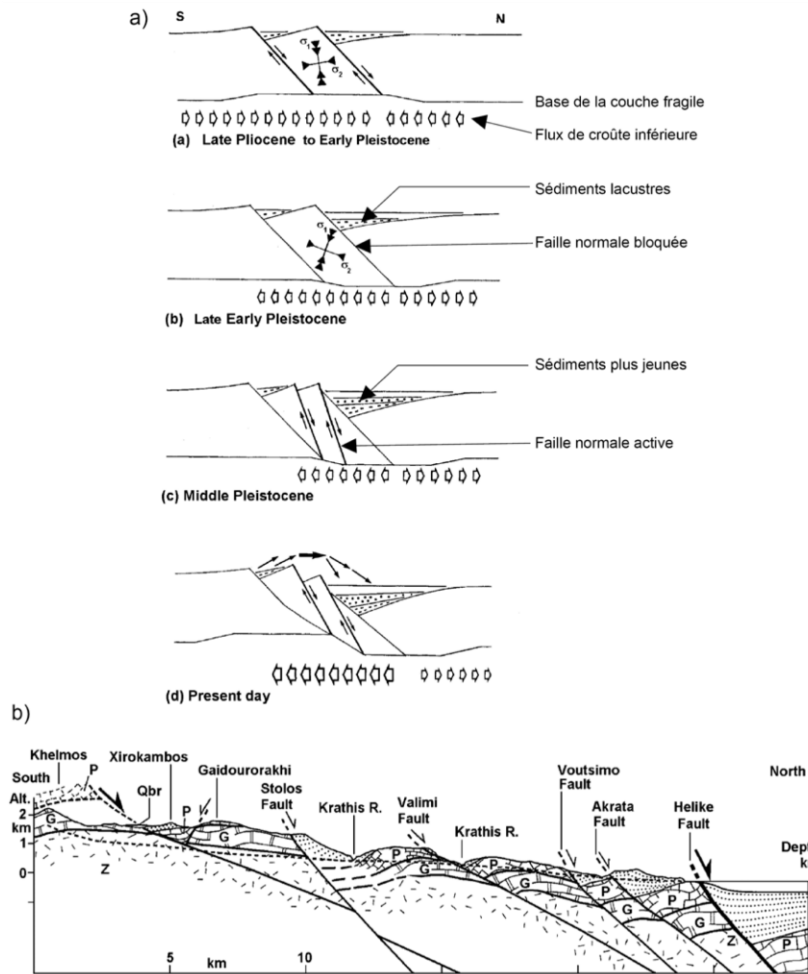 a)
S N
σ1
σ2
Base de la couche fragile
Flux de croûte inférieure
(a) Late Pliocene to Early Pleistocene
Sédiments lacustres
σ1
σ2
Faille normale bloquée
(b) Late Early Pleistocene
Sédiments plus jeunes
Faille normale active
(c) Middle Pleistocene
(d) Present day
b)
South
Khelmos
P
Xirokambos
Qbr
P
Gaidourorakhi
Stolos
Fault
Krathis R.
Valimi
Fault
Krathis R.
Voutsimo
Fault
Akrata
Fault
Helike
Fault
North
Alt.
2
km
1
0
Dept
k
G
G
Z
P
G
P
G
P
G
P
G
Z
P
5 km 10